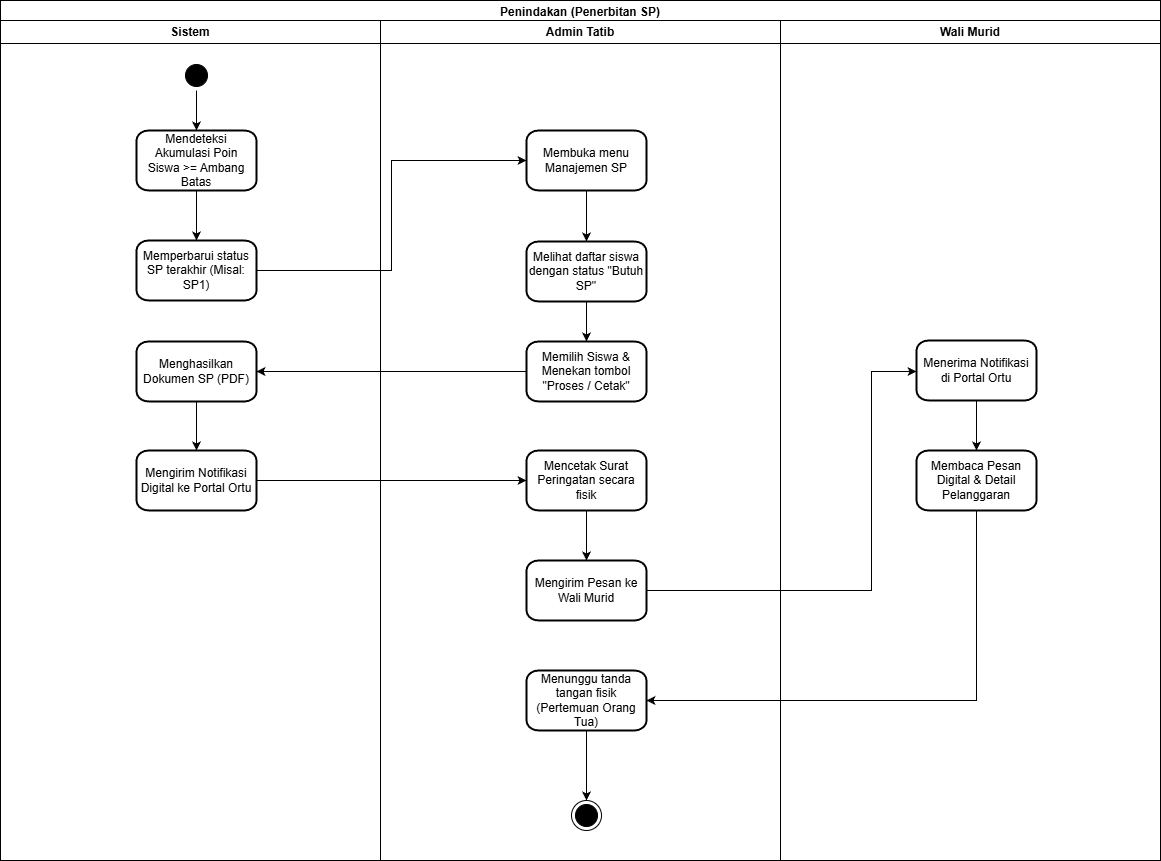 Penindakan (Penerbitan SP)
Sistem
Admin Tatib
Wali Murid
Mendeteksi
Akumulasi Poin
Siswa >= Ambang
Batas
Memperbarui status
SP terakhir (Misal:
SP1)
Membuka menu
Manajemen SP
Melihat daftar siswa
dengan status "Butuh
SP"
Memilih Siswa &
Menekan tombol
"Proses / Cetak"
Menghasilkan
Dokumen SP (PDF)
Mengirim Notifikasi
Digital ke Portal Ortu
Mencetak Surat
Peringatan secara
fisik
Mengirim Pesan ke
Wali Murid
Menerima Notifikasi
di Portal Ortu
Membaca Pesan
Digital & Detail
Pelanggaran
Menunggu tanda
tangan fisik
(Pertemuan Orang
Tua)